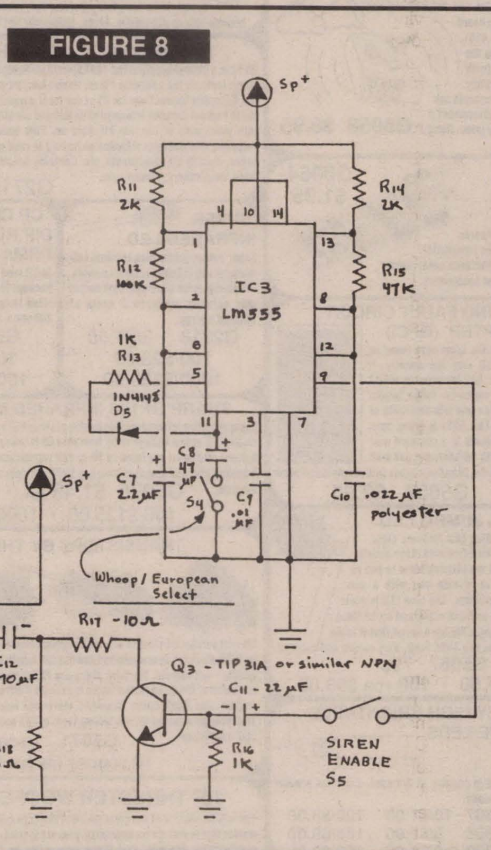 FIGURE 8
Sp+
R11
2K
R14
2K
4 10 14
1
13
R12
100K
R15
47K
IC3
LM555
2
8
6
12
1K
R13
5
9
1N4148
D5
11
3
7
C8
47
µF
+
C7
2.2µF
+
S4
C9
.01
µF
C10
.022µF
polyester
Sp+
Whoop/European
Select
R17 -10Ω
-
C12
Q3 - TIP31A or similar NPN
C11 - 22µF
- +
R16
1K
SIREN
ENABLE
S5